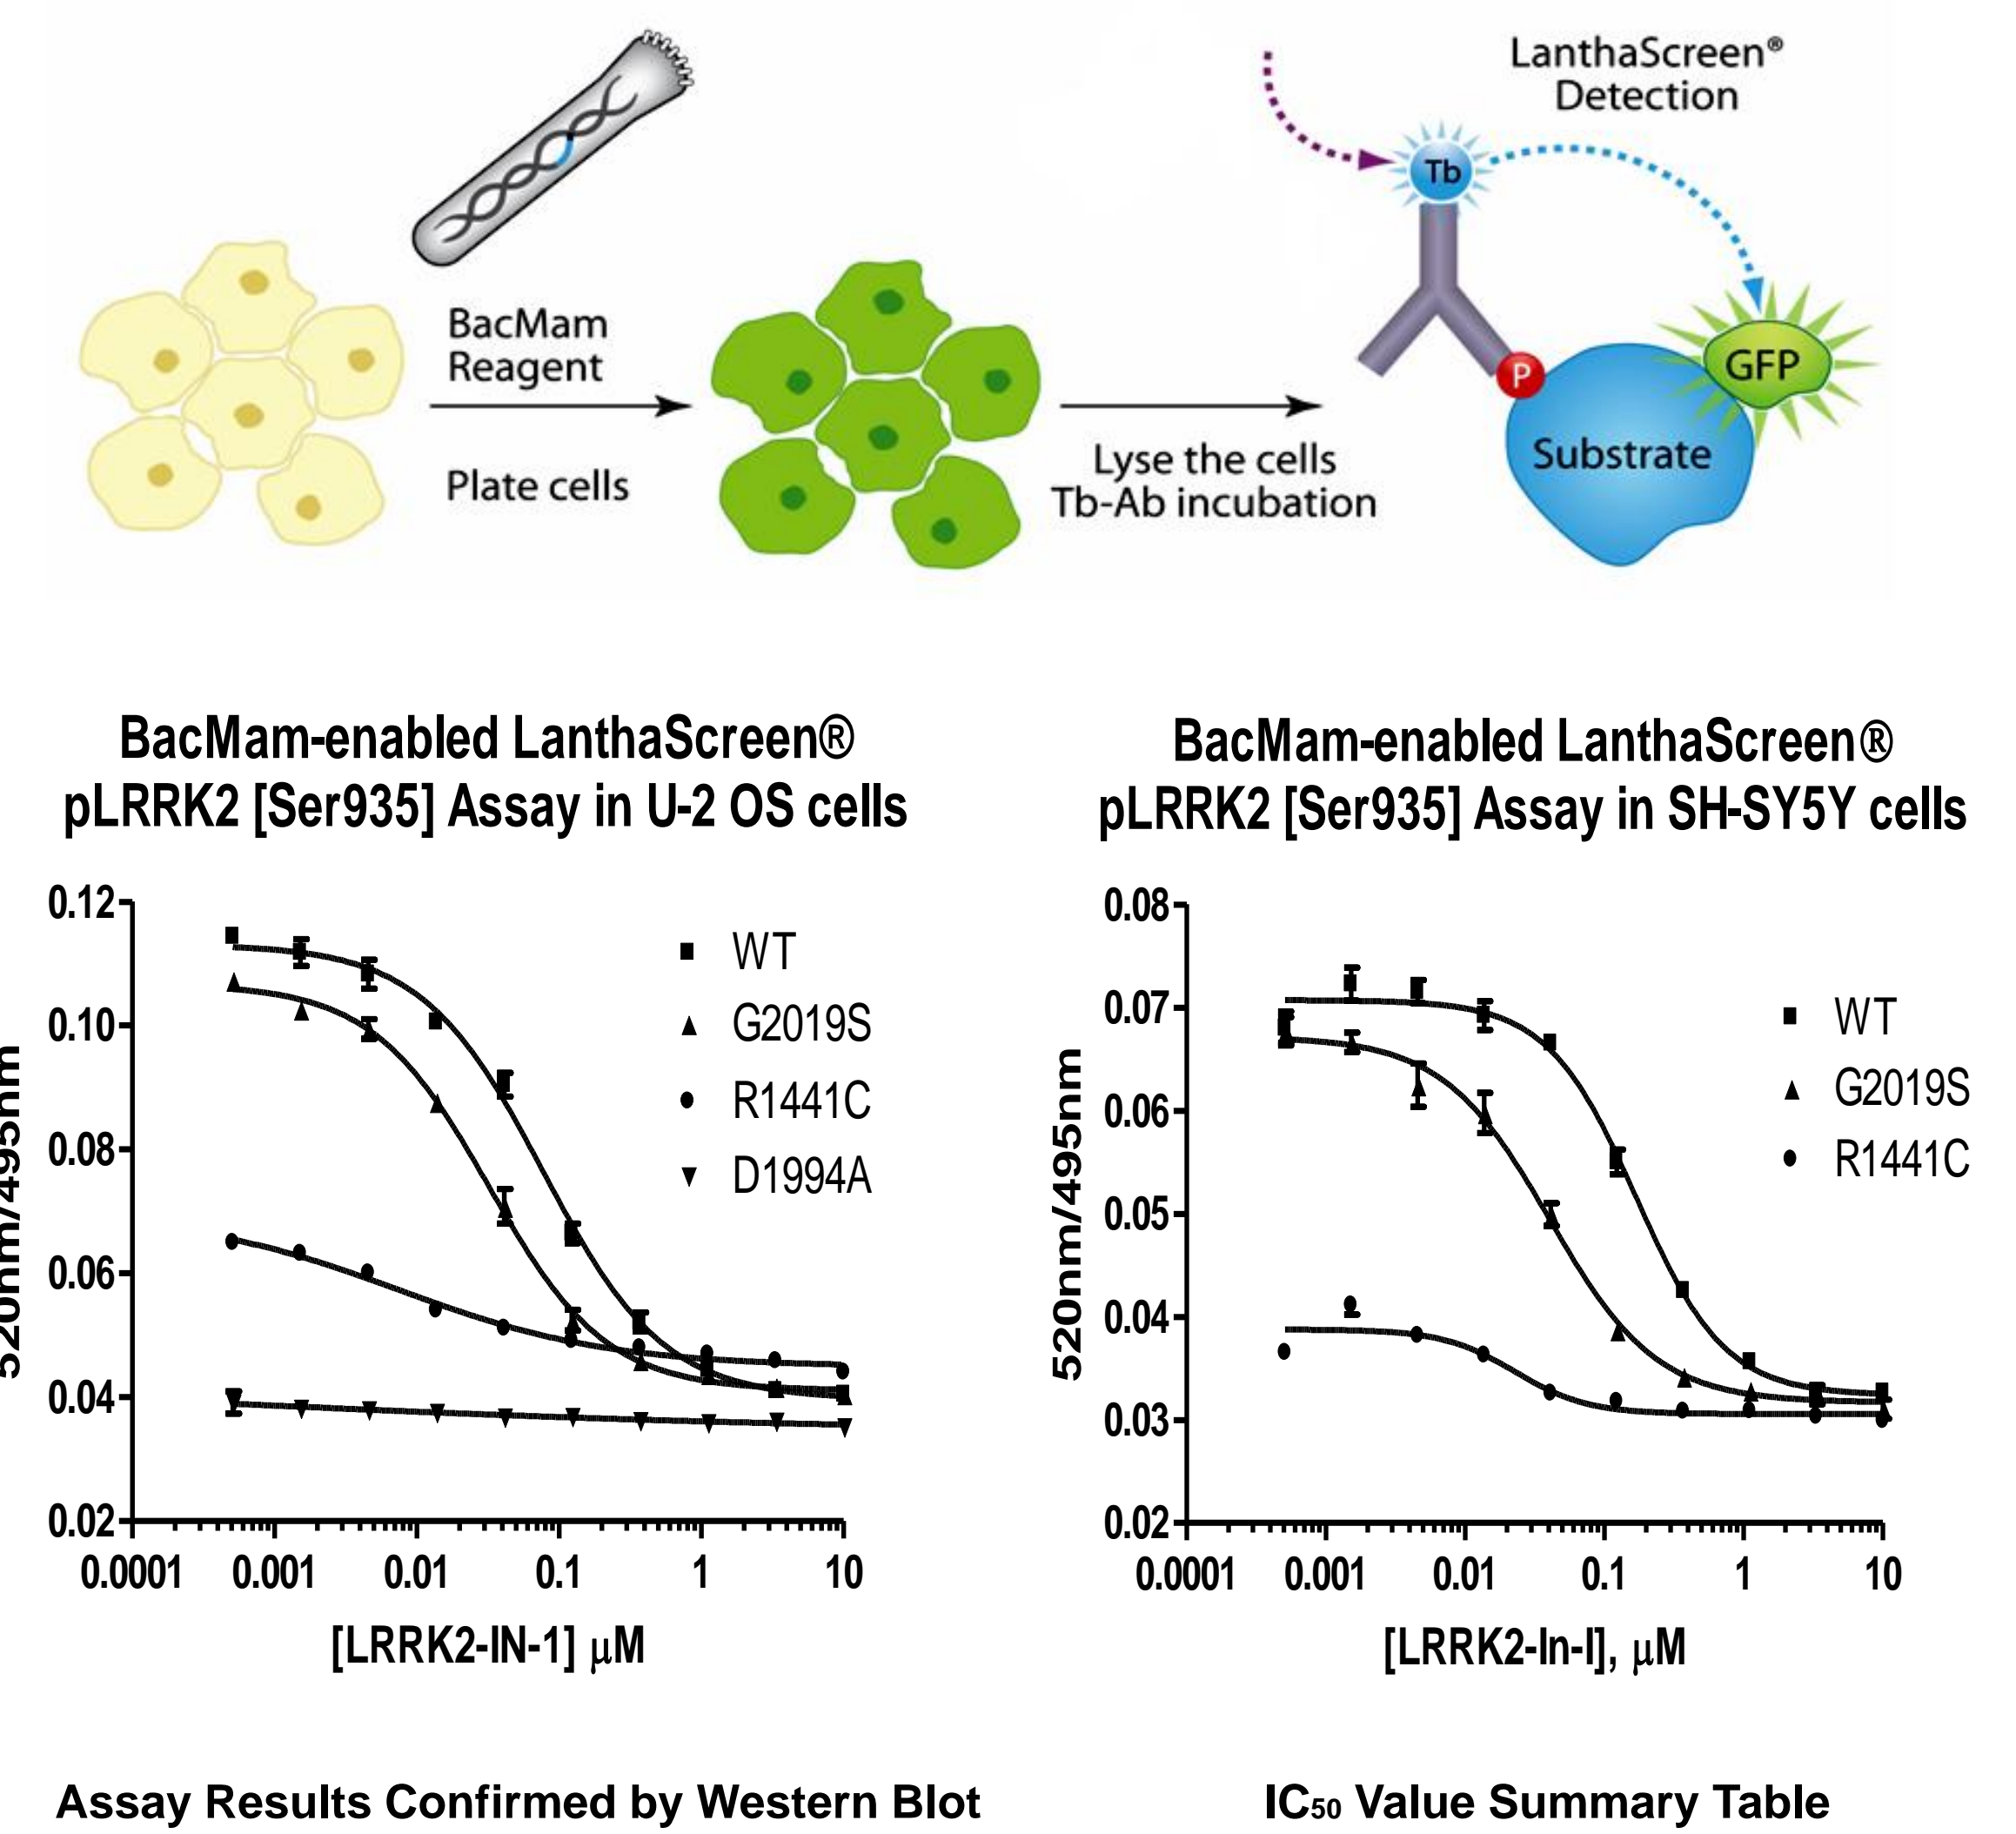 LanthaScreen®
Detection
Tb
BacMam
Reagent
Plate cells
Lyse the cells
Tb-Ab incubation
P
GFP
Substrate
BacMam-enabled LanthaScreen®
pLRRK2 [Ser935] Assay in U-2 OS cells
520nm/495nm
0.12
0.10
0.08
0.06
0.04
0.02
0.0001 0.001 0.01 0.1 1 10
WT
G2019S
R1441C
D1994A
[LRRK2-IN-1] µM
BacMam-enabled LanthaScreen®
pLRRK2 [Ser935] Assay in SH-SY5Y cells
520nm/495nm
0.08
0.07
0.06
0.05
0.04
0.03
0.02
0.0001 0.001 0.01 0.1 1 10
WT
G2019S
R1441C
[LRRK2-In-I], µM
Assay Results Confirmed by Western Blot
IC50 Value Summary Table